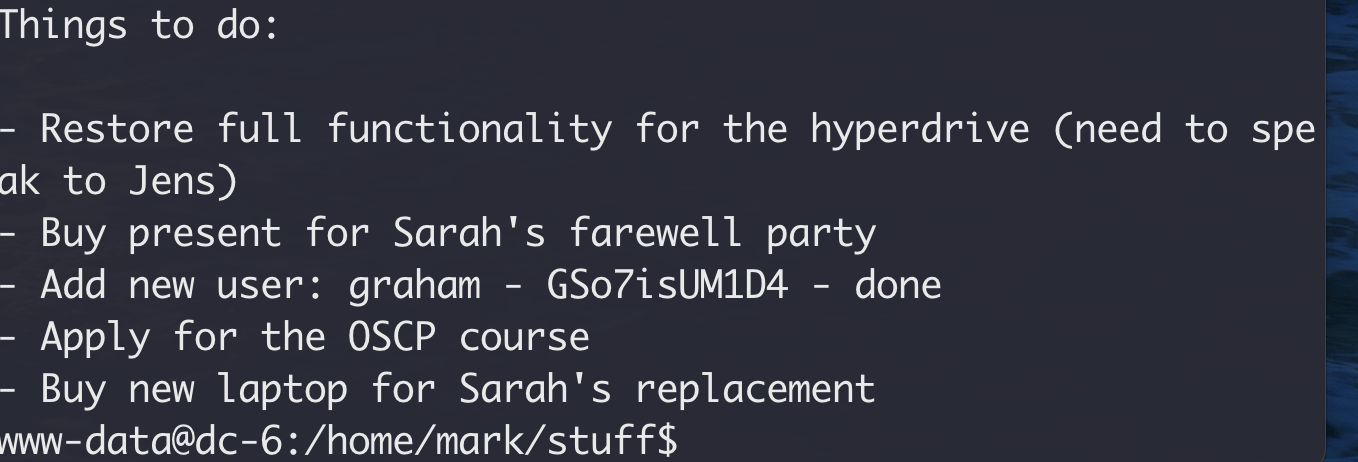 Things to do:
- Restore full functionality for the hyperdrive (need to spe
ak to Jens)
- Buy present for Sarah's farewell party
- Add new user: graham - GSo7isUM1D4 - done
- Apply for the OSCP course
- Buy new laptop for Sarah's replacement
www-data@dc-6:/home/mark/stuff$